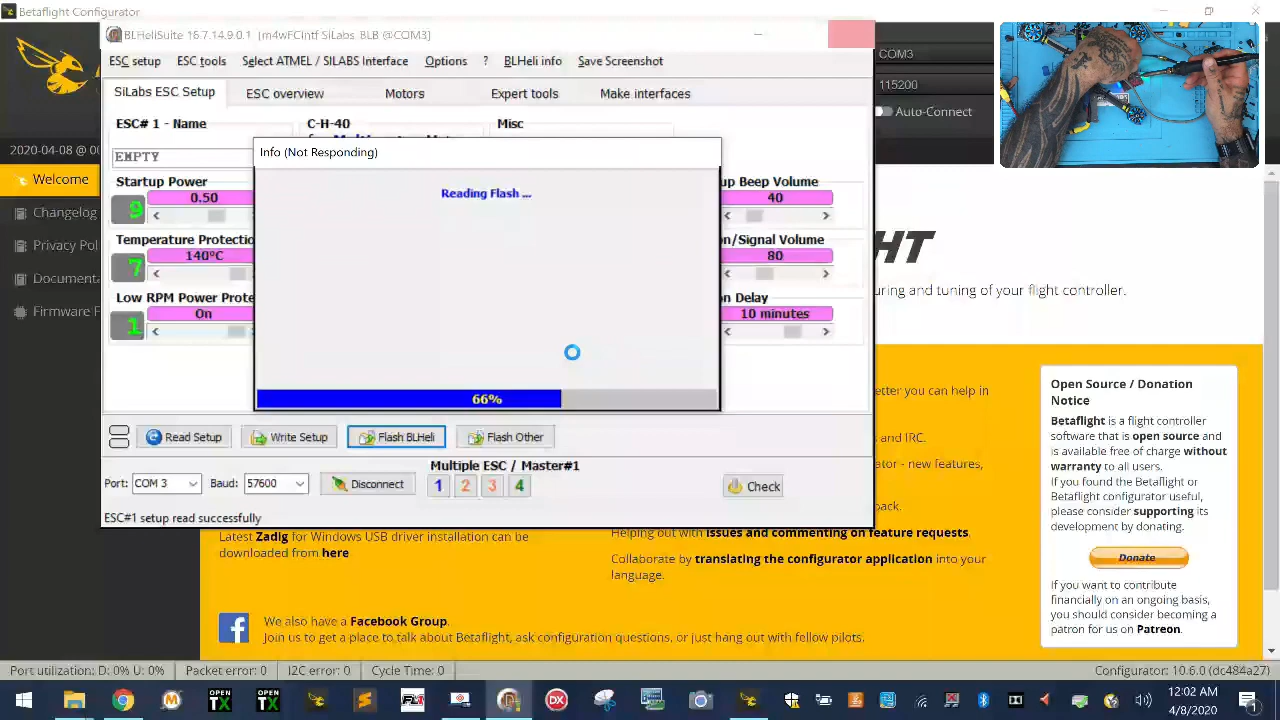 Betaflight Configurator
BLHeliSuite 16.7.14.9.0.1
COM3
115200
Auto-Connect
2020-04-08 @ 00
Welcome
Changelog
Privacy Pol
Documenta
Firmware F
ESC setup ESC tools Select ATMEL / SILABS Interface Options ? BLHeli info Save Screenshot
SiLabs ESC Setup ESC overview Motors Expert tools Make interfaces
ESC# 1 - Name C-H-40 Misc
EMPTY
Info (Not Responding)
Reading Flash ...
66%
Startup Power
9 0.50
Temperature Protectio
7 140°C
Low RPM Power Prote
1 On
up Beep Volume
40
on/Signal Volume
80
on Delay
10 minutes
Read Setup Write Setup Flash BLHeli Flash Other
Multiple ESC / Master#1
Port: COM 3 Baud: 57600 Disconnect 1 2 3 4 Check
ESC#1 setup read successfully
HT
uring and tuning of your flight controller.
etter you can help in
s and IRC.
ator - new features,
back.
Helping out with issues and commenting on feature requests.
Collaborate by translating the configurator application into your
language.
Latest Zadig for Windows USB driver installation can be
downloaded from here
We also have a Facebook Group.
Join us to get a place to talk about Betaflight, ask configuration questions, or just hang out with fellow pilots.
Open Source / Donation
Notice
Betaflight is a flight controller
software that is open source and
is available free of charge without
warranty to all users.
If you found the Betaflight or
Betaflight configurator useful,
please consider supporting its
development by donating.
Donate
If you want to contribute
financially on an ongoing basis,
you should consider becoming a
patron for us on Patreon.
Port utilization: D: 0% U: 0% Packet error: 0 I2C error: 0 Cycle Time: 0 Configurator: 10.6.0 (dc484a27)
OPEN
TX
OPEN
TX
DX
12:02 AM
4/8/2020
1